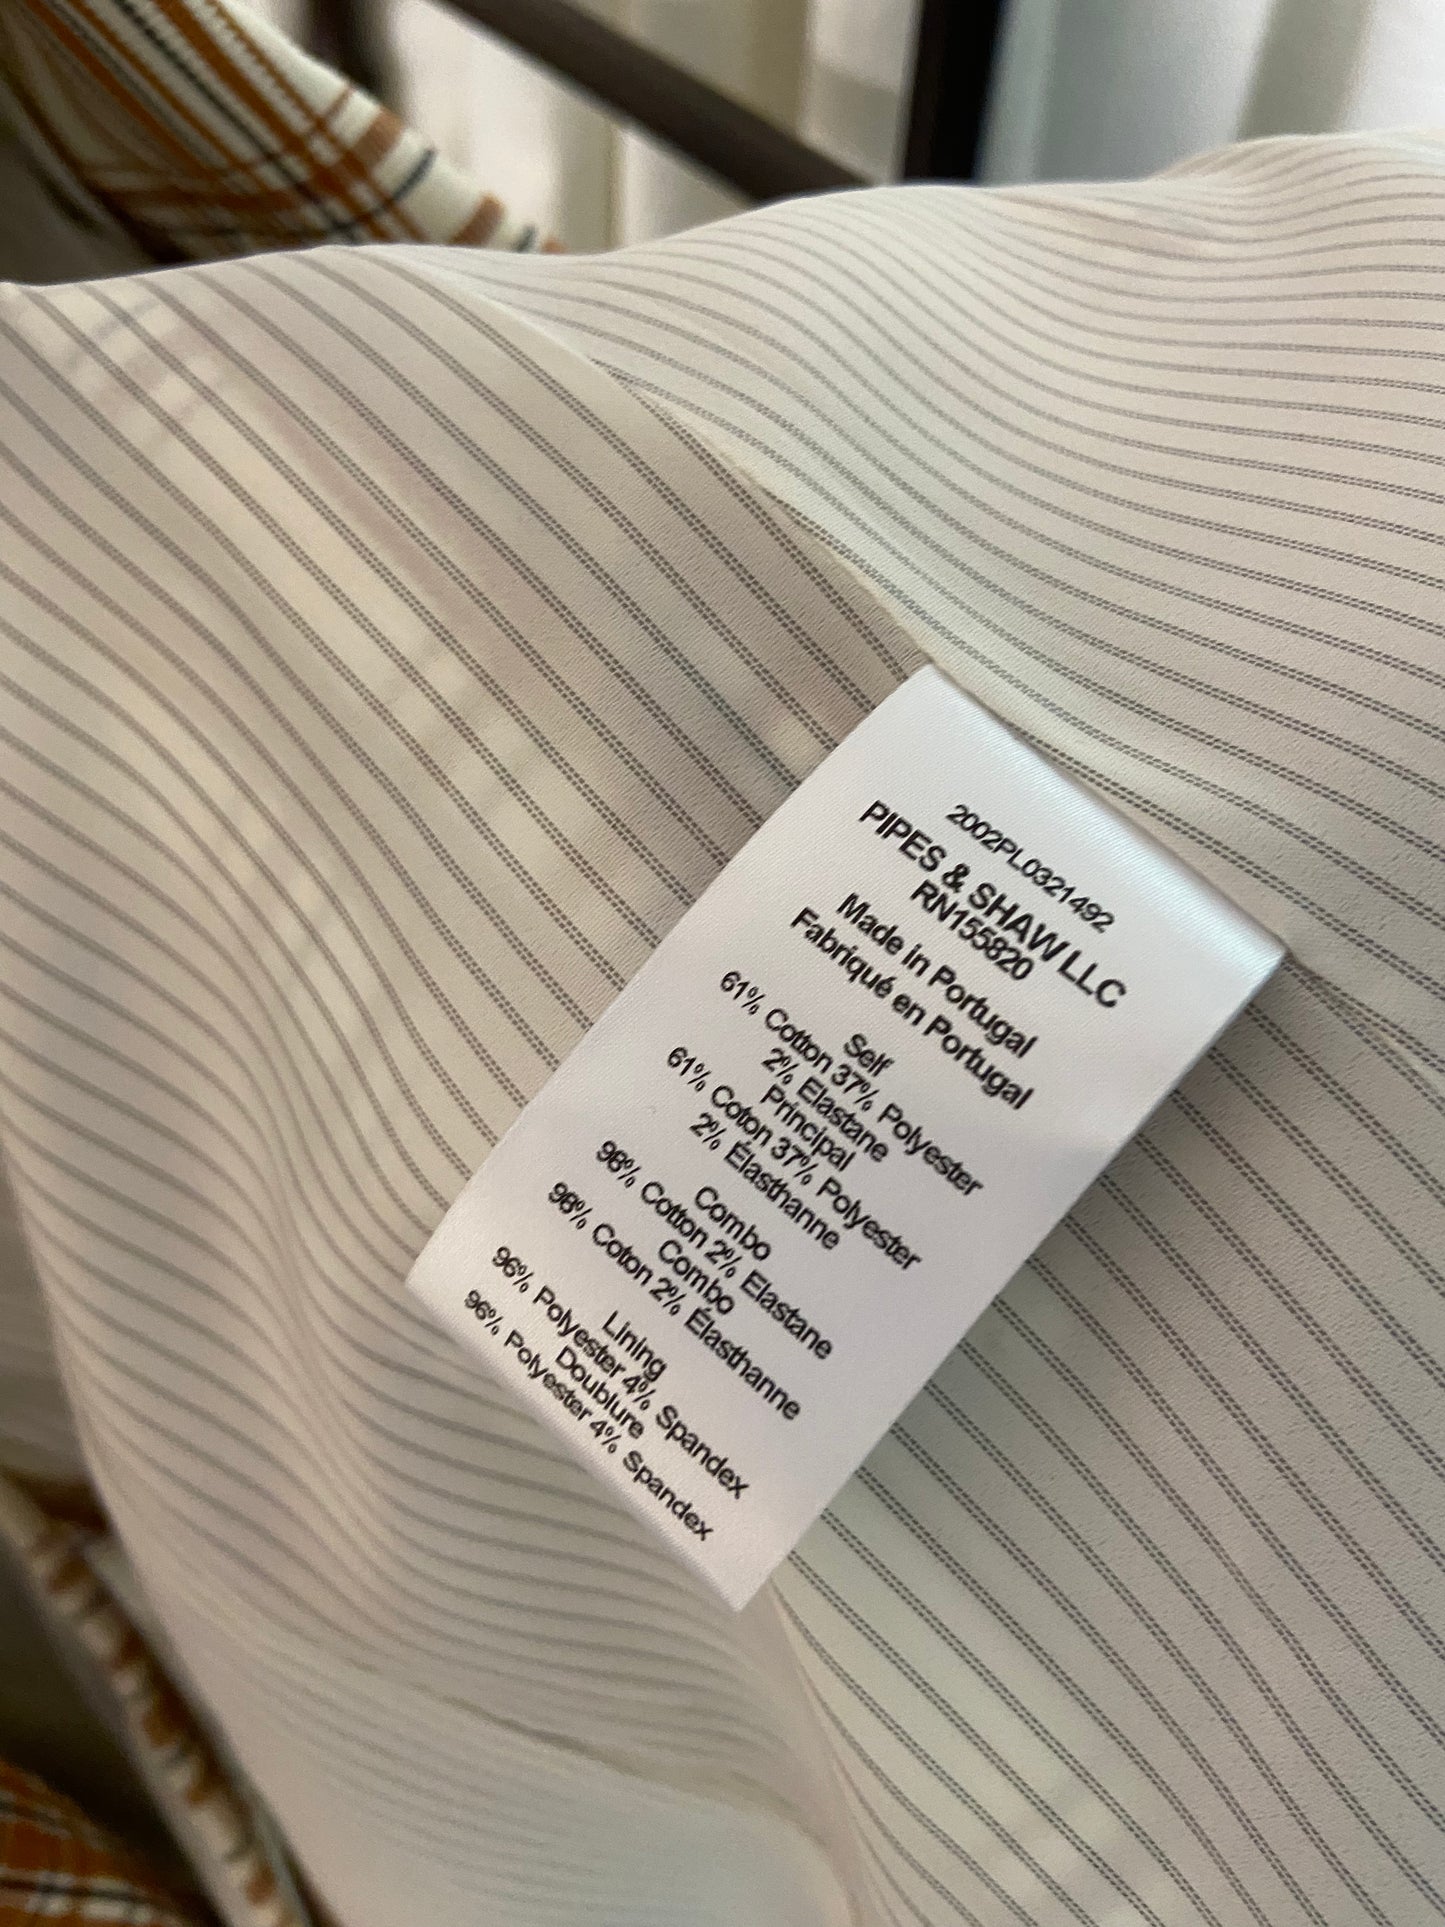 2002PL0321492
PIPES & SHAW LLC
RN155820
Made in Portugal
Fabriqué en Portugal
Self
61% Cotton 37% Polyester
2% Elastane
Principal
61% Coton 37% Polyester
2% Élasthanne
Combo
98% Cotton 2% Elastane
Combo
98% Coton 2% Élasthanne
Lining
96% Polyester 4% Spandex
Doublure
96% Polyester 4% Spandex